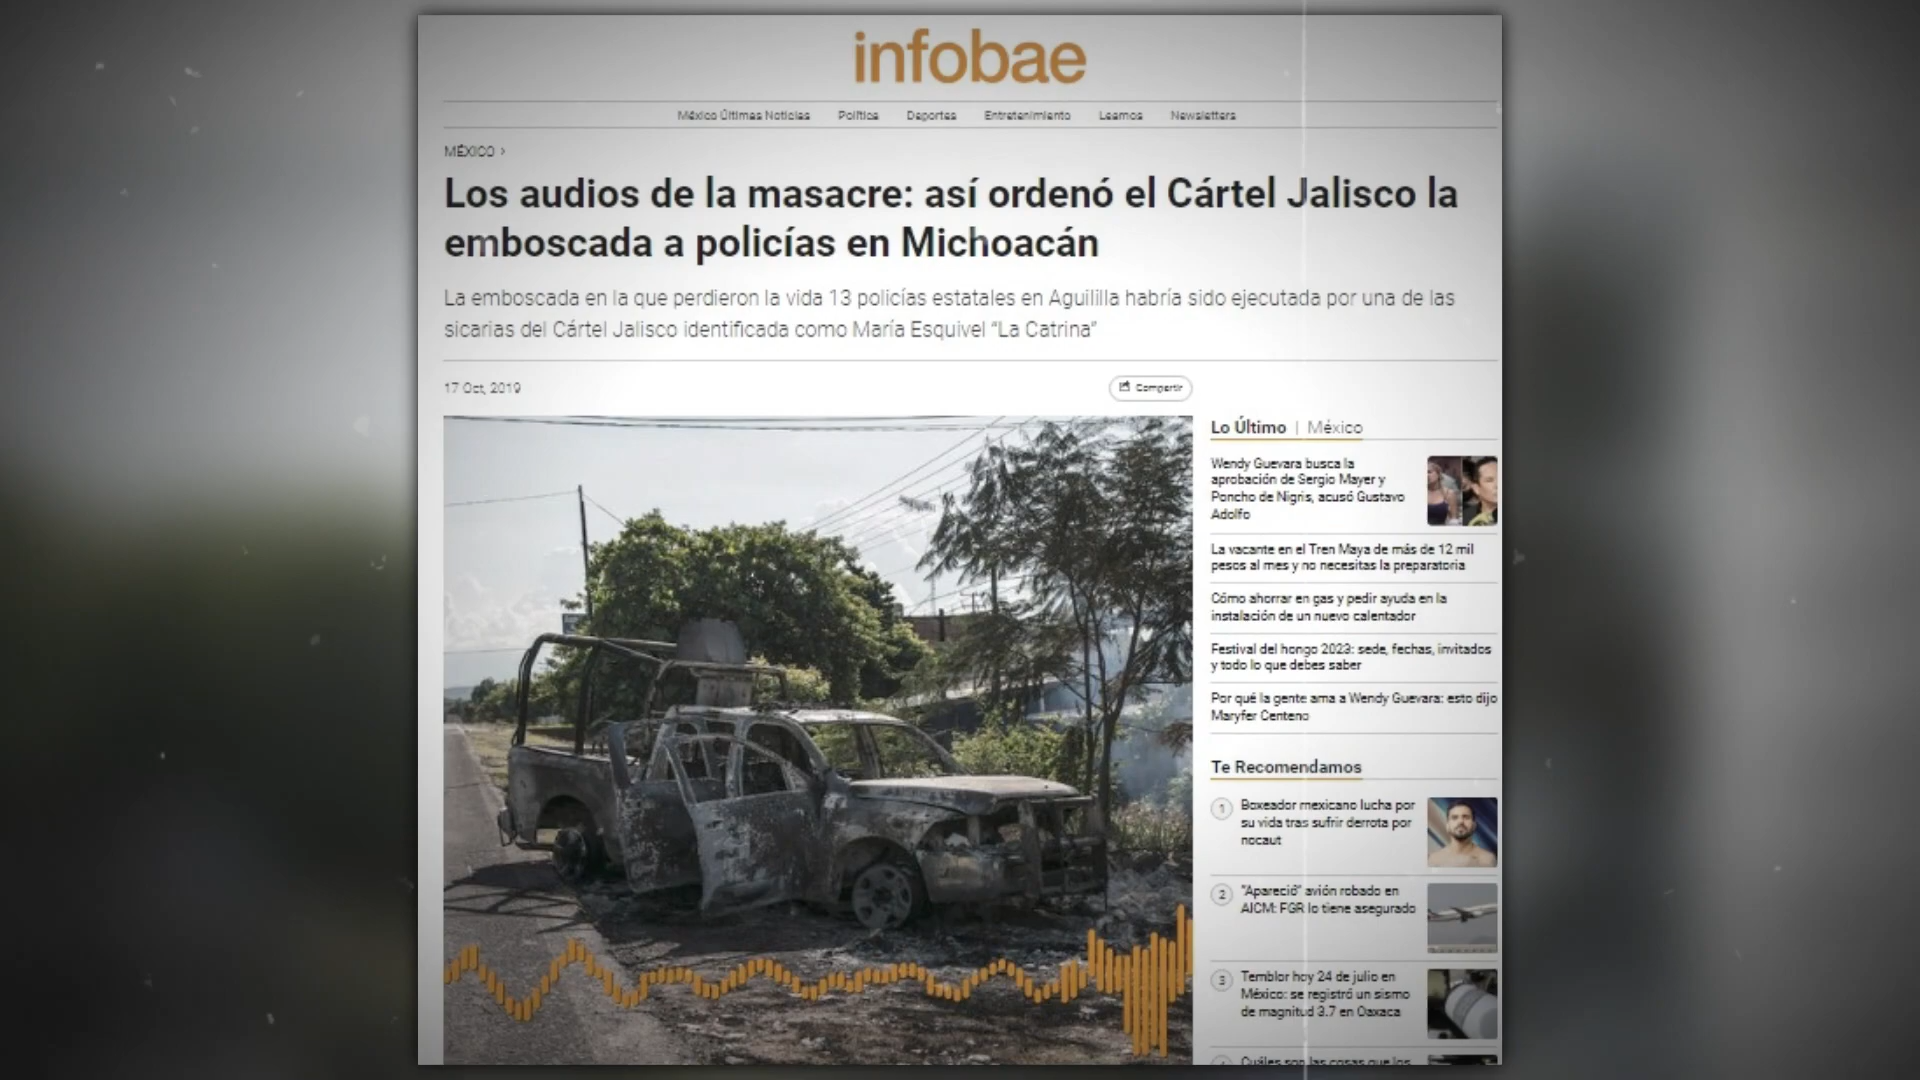 infobae
México Últimas Noticias Política Deportes Entretenimiento Leamos Newsletters
MÉXICO >
Los audios de la masacre: así ordenó el Cártel Jalisco la
emboscada a policías en Michoacán
La emboscada en la que perdieron la vida 13 policías estatales en Aguililla habría sido ejecutada por una de las
sicarias del Cártel Jalisco identificada como María Esquivel “La Catrina”
17 Oct, 2019
Compartir
Lo Último | México
Wendy Guevara busca la
aprobación de Sergio Mayer y
Poncho de Nigris, acusó Gustavo
Adolfo
La vacante en el Tren Maya de más de 12 mil
pesos al mes y no necesitas la preparatoria
Cómo ahorrar en gas y pedir ayuda en la
instalación de un nuevo calentador
Festival del hongo 2023: sede, fechas, invitados
y todo lo que debes saber
Por qué la gente ama a Wendy Guevara: esto dijo
Maryfer Centeno
Te Recomendamos
1 Boxeador mexicano lucha por
su vida tras sufrir derrota por
nocaut
2 "Apareció" avión robado en
AICM: FGR lo tiene asegurado
3 Temblor hoy 24 de julio en
México: se registró un sismo
de magnitud 3.7 en Oaxaca
Cuáles son las cosas que los